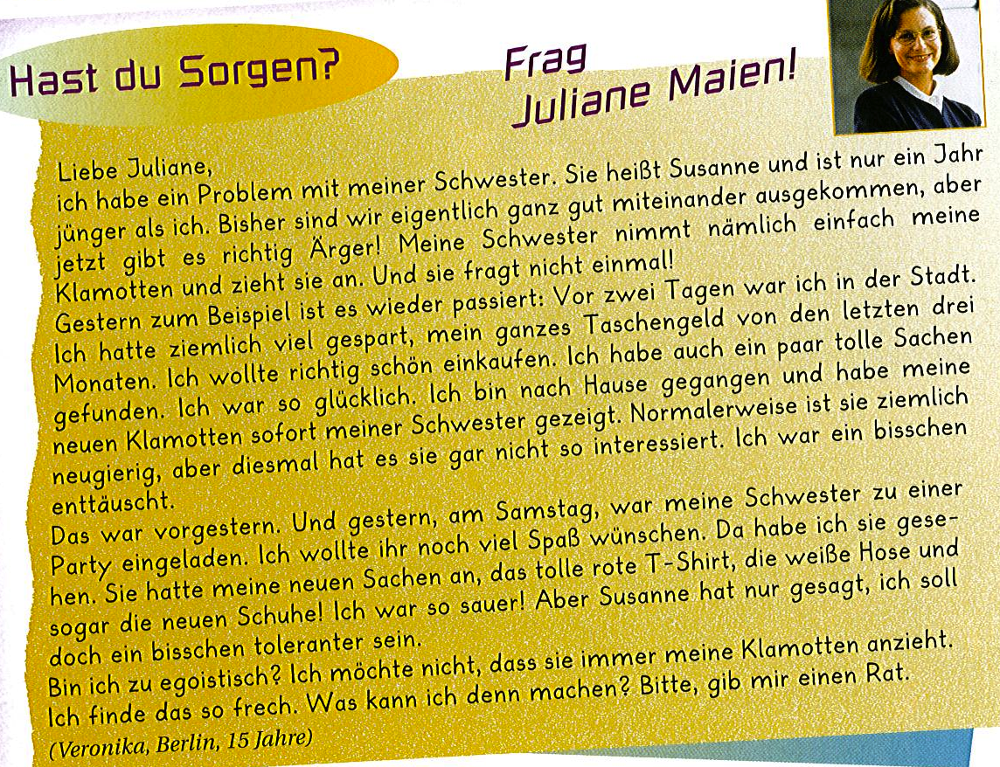 Hast du Sorgen?
Frag
Juliane Maien!
Liebe Juliane,
ich habe ein Problem mit meiner Schwester. Sie heißt Susanne und ist nur ein Jahr
jünger als ich. Bisher sind wir eigentlich ganz gut miteinander ausgekommen, aber
jetzt gibt es richtig Ärger! Meine Schwester nimmt nämlich einfach meine
Klamotten und zieht sie an. Und sie fragt nicht einmal!
Gestern zum Beispiel ist es wieder passiert: Vor zwei Tagen war ich in der Stadt.
Ich hatte ziemlich viel gespart, mein ganzes Taschengeld von den letzten drei
Monaten. Ich wollte richtig schön einkaufen. Ich habe auch ein paar tolle Sachen
gefunden. Ich war so glücklich. Ich bin nach Hause gegangen und habe meine
neuen Klamotten sofort meiner Schwester gezeigt. Normalerweise ist sie ziemlich
neugierig, aber diesmal hat es sie gar nicht so interessiert. Ich war ein bisschen
enttäuscht.
Das war vorgestern. Und gestern, am Samstag, war meine Schwester zu einer
Party eingeladen. Ich wollte ihr noch viel Spaß wünschen. Da habe ich sie gese-
hen. Sie hatte meine neuen Sachen an, das tolle rote T-Shirt, die weiße Hose und
sogar die neuen Schuhe! Ich war so sauer! Aber Susanne hat nur gesagt, ich soll
doch ein bisschen toleranter sein.
Bin ich zu egoistisch? Ich möchte nicht, dass sie immer meine Klamotten anzieht.
Ich finde das so frech. Was kann ich denn machen? Bitte, gib mir einen Rat.
(Veronika, Berlin, 15 Jahre)